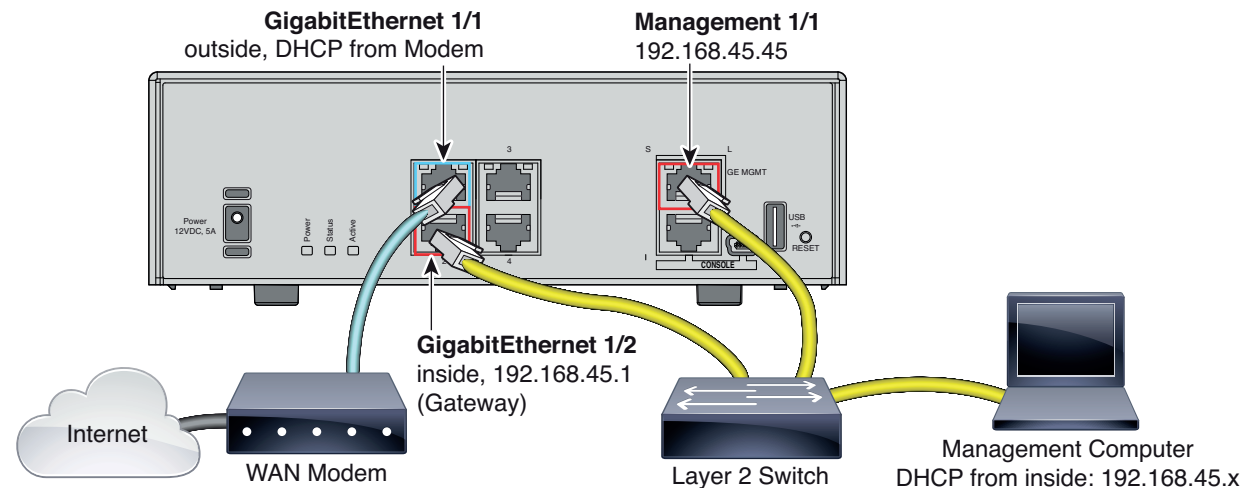 GigabitEthernet 1/1
outside, DHCP from Modem
Management 1/1
192.168.45.45
3
S
L
GE MGMT
Power
12VDC, 5A
Power
Status
Active
USB
RESET
2
4
I
CONSOLE
GigabitEthernet 1/2
inside, 192.168.45.1
(Gateway)
Internet
WAN Modem
Layer 2 Switch
Management Computer
DHCP from inside: 192.168.45.x